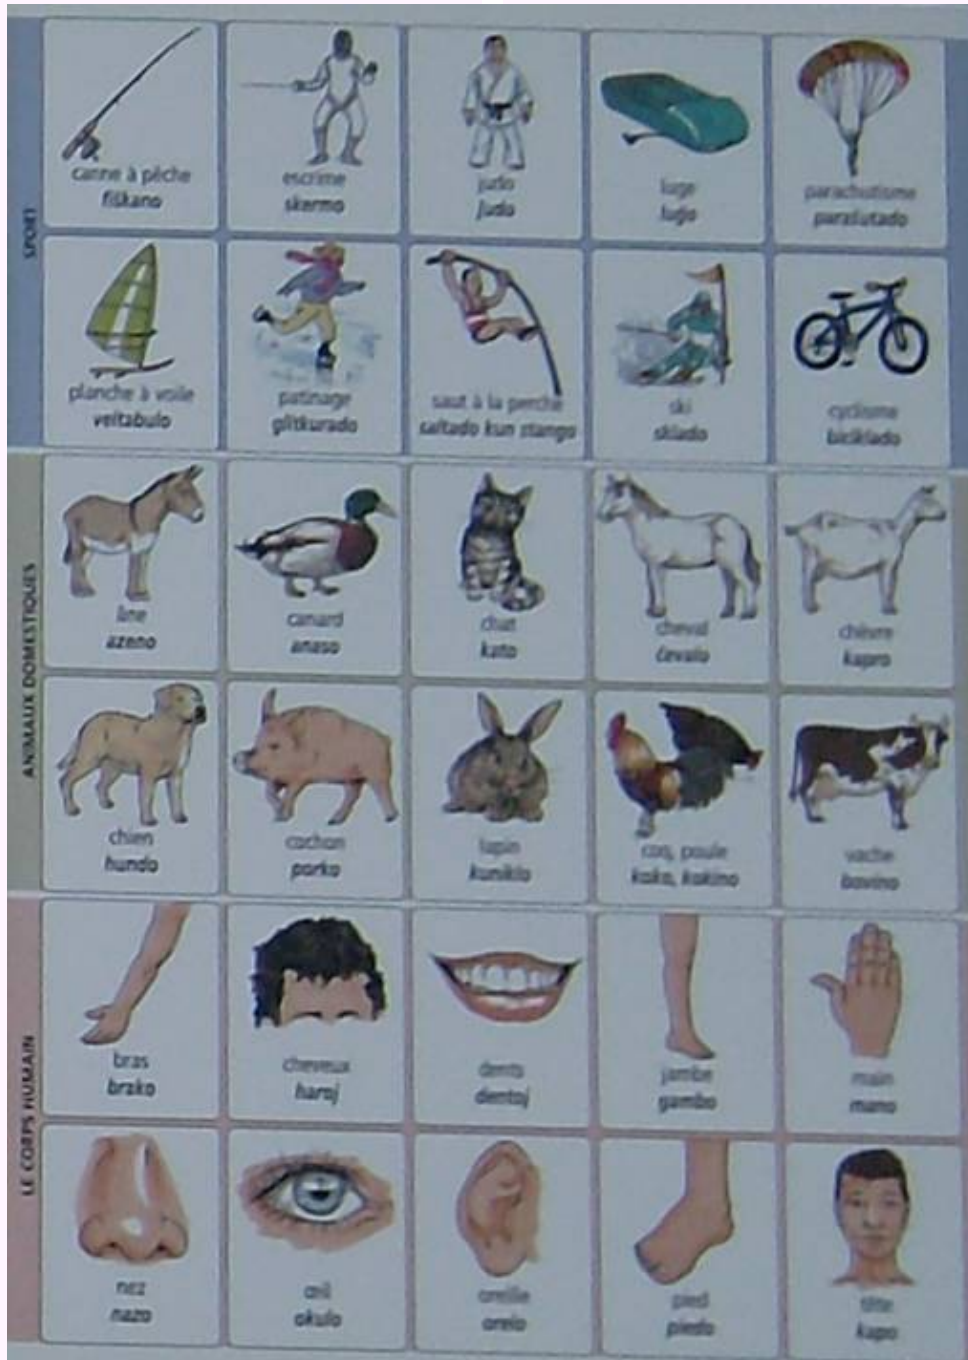 SPORT
canne à pêche
fiŝkano
escrime
skermo
judo
judo
luge
luĝo
parachutisme
paraŝutado
planche à voile
veltabulo
patinage
glitkurado
saut à la perche
saltado kun stango
ski
skiado
cyclisme
biciklado
ANIMAUX DOMESTIQUES
âne
azeno
canard
anaso
chat
kato
cheval
ĉevalo
chèvre
kapro
chien
hundo
cochon
porko
lapin
kuniklo
coq, poule
koko, kokino
vache
bovino
LE CORPS HUMAIN
bras
brako
cheveux
haroj
dents
dentoj
jambe
gambo
main
mano
nez
nazo
œil
okulo
oreille
orelo
pied
piedo
tête
kapo